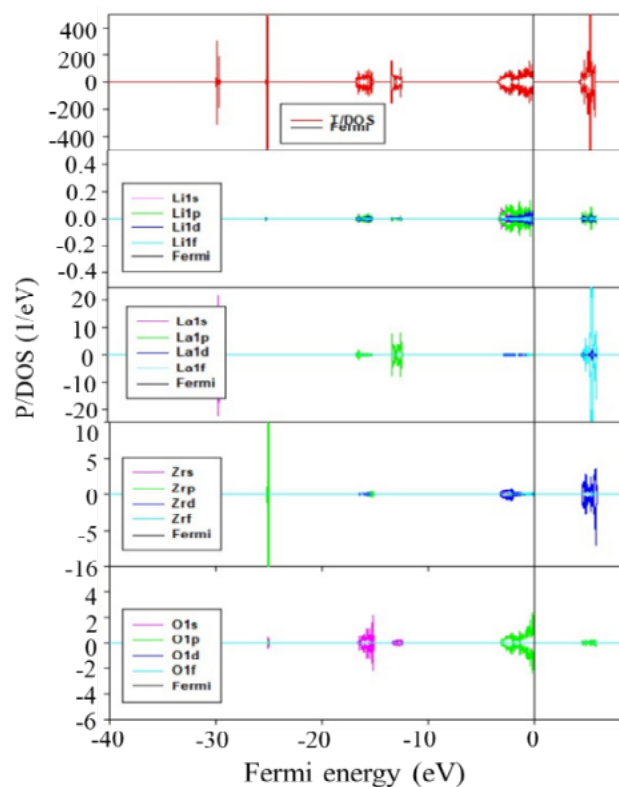 400
200
0
-200
-400
T/DOS
Fermi
0.4
0.2
0.0
-0.2
-0.4
Li1s
Li1p
Li1d
Li1f
Fermi
P/DOS (1/eV)
20
10
0
-10
-20
La1s
La1p
La1d
La1f
Fermi
10
5
0
-5
-16
Zrs
Zrp
Zrd
Zrf
Fermi
4
2
0
-2
-4
-6
O1s
O1p
O1d
O1f
Fermi
-40 -30 -20 -10 0
Fermi energy (eV)